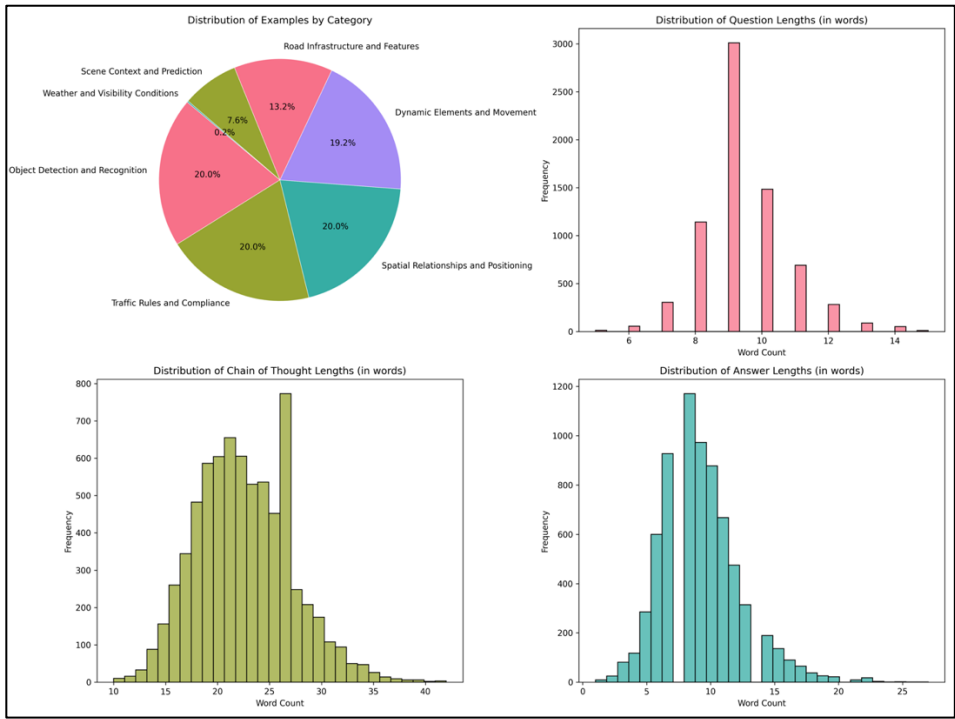 Distribution of Examples by Category
Road Infrastructure and Features
Scene Context and Prediction
Weather and Visibility Conditions
Dynamic Elements and Movement
Object Detection and Recognition
Spatial Relationships and Positioning
Traffic Rules and Compliance
13.2%
7.6%
0.2%
19.2%
20.0%
20.0%
20.0%
Distribution of Question Lengths (in words)
Frequency
3000
2500
2000
1500
1000
500
0
6
8
10
12
14
Word Count
Distribution of Chain of Thought Lengths (in words)
Frequency
800
700
600
500
400
300
200
100
0
10
15
20
25
30
35
40
Word Count
Distribution of Answer Lengths (in words)
Frequency
1200
1000
800
600
400
200
0
0
5
10
15
20
25
Word Count